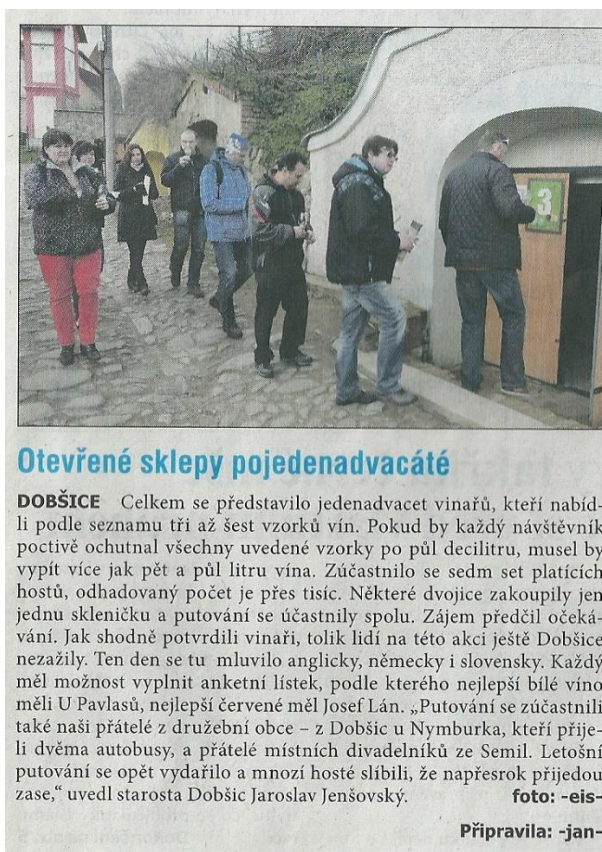 3
Otevřené sklepy pojedenadvacáté
DOBŠICE Celkem se představilo jedenadvacet vinařů, kteří nabíd-
li podle seznamu tři až šest vzorků vín. Pokud by každý návštěvník
poctivě ochutnal všechny uvedené vzorky po půl decilitru, musel by
vypít více jak pět a půl litru vína. Zúčastnilo se sedm set platících
hostů, odhadovaný počet je přes tisíc. Některé dvojice zakoupily jen
jednu skleničku a putování se účastnily spolu. Zájem předčil očeká-
vání. Jak shodně potvrdili vinaři, tolik lidí na této akci ještě Dobšice
nezažily. Ten den se tu mluvilo anglicky, německy i slovensky. Každý
měl možnost vyplnit anketní lístek, podle kterého nejlepší bílé víno
měli U Pavlasů, nejlepší červené měl Josef Lán. „Putování se zúčastnili
také naši přátelé z družební obce – z Dobšic u Nymburka, kteří přije-
li dvěma autobusy, a přátelé místních divadelníků ze Semil. Letošní
putování se opět vydařilo a mnozí hosté slíbili, že napřesrok přijedou
zase,“ uvedl starosta Dobšic Jaroslav Jenšovský. foto: -eis-
Připravila: -jan-